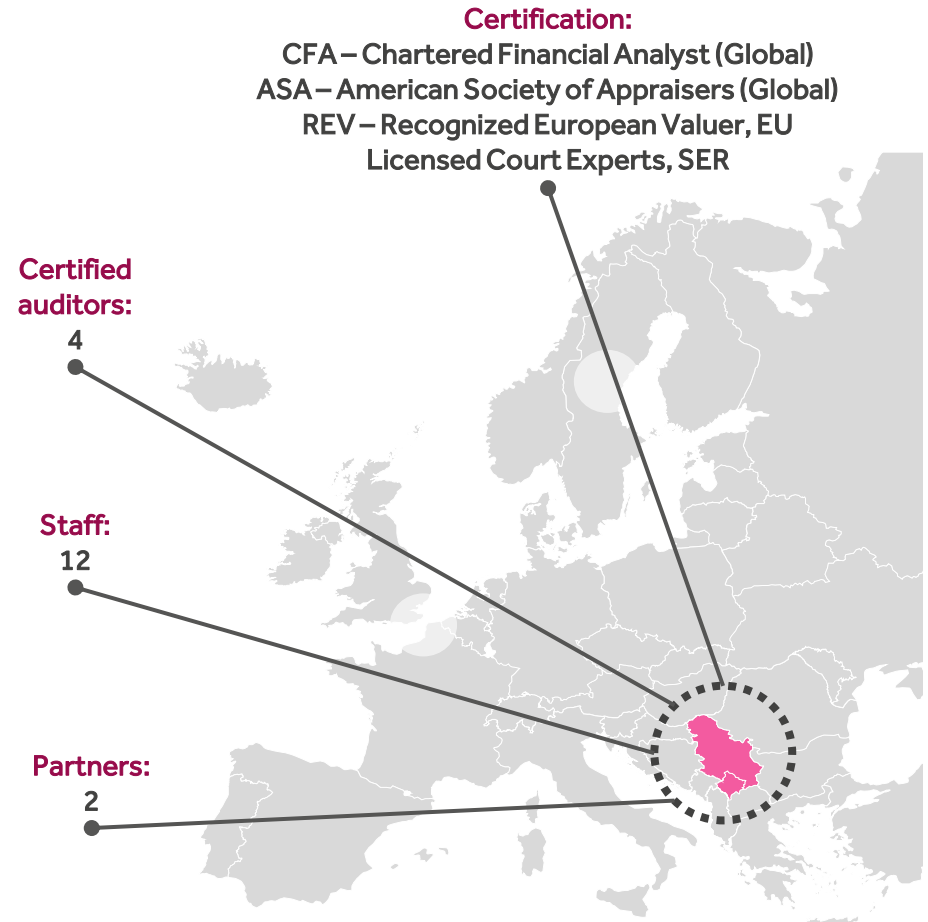 Certification:
CFA – Chartered Financial Analyst (Global)
ASA – American Society of Appraisers (Global)
REV – Recognized European Valuer, EU
Licensed Court Experts, SER
Certified
auditors:
4
Staff:
12
Partners:
2